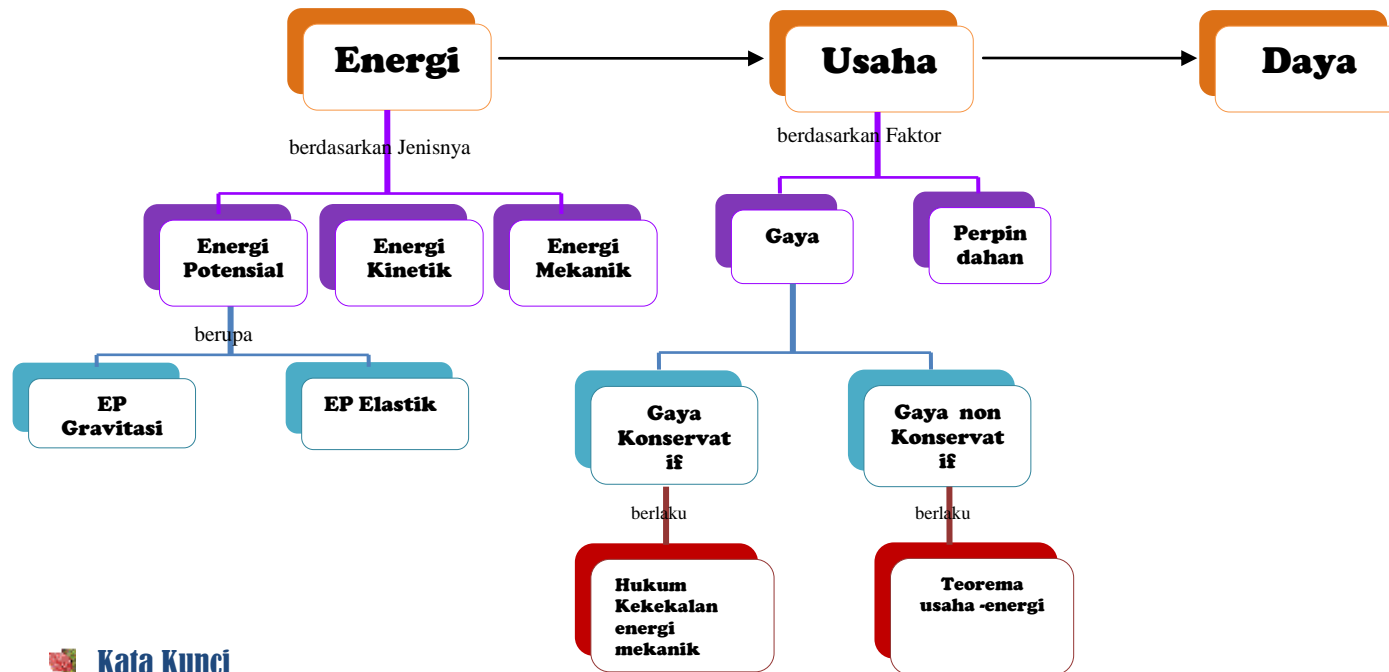 Energi
Usaha
Daya
berdasarkan Jenisnya
berdasarkan Faktor
Energi
Potensial
Energi
Kinetik
Energi
Mekanik
Gaya
Perpin
dahan
berupa
EP
Gravitasi
EP Elastik
Gaya
Konservat
if
Gaya non
Konservat
if
berlaku
berlaku
Hukum
Kekekalan
energi
mekanik
Teorema
usaha -energi
Kata Kunci